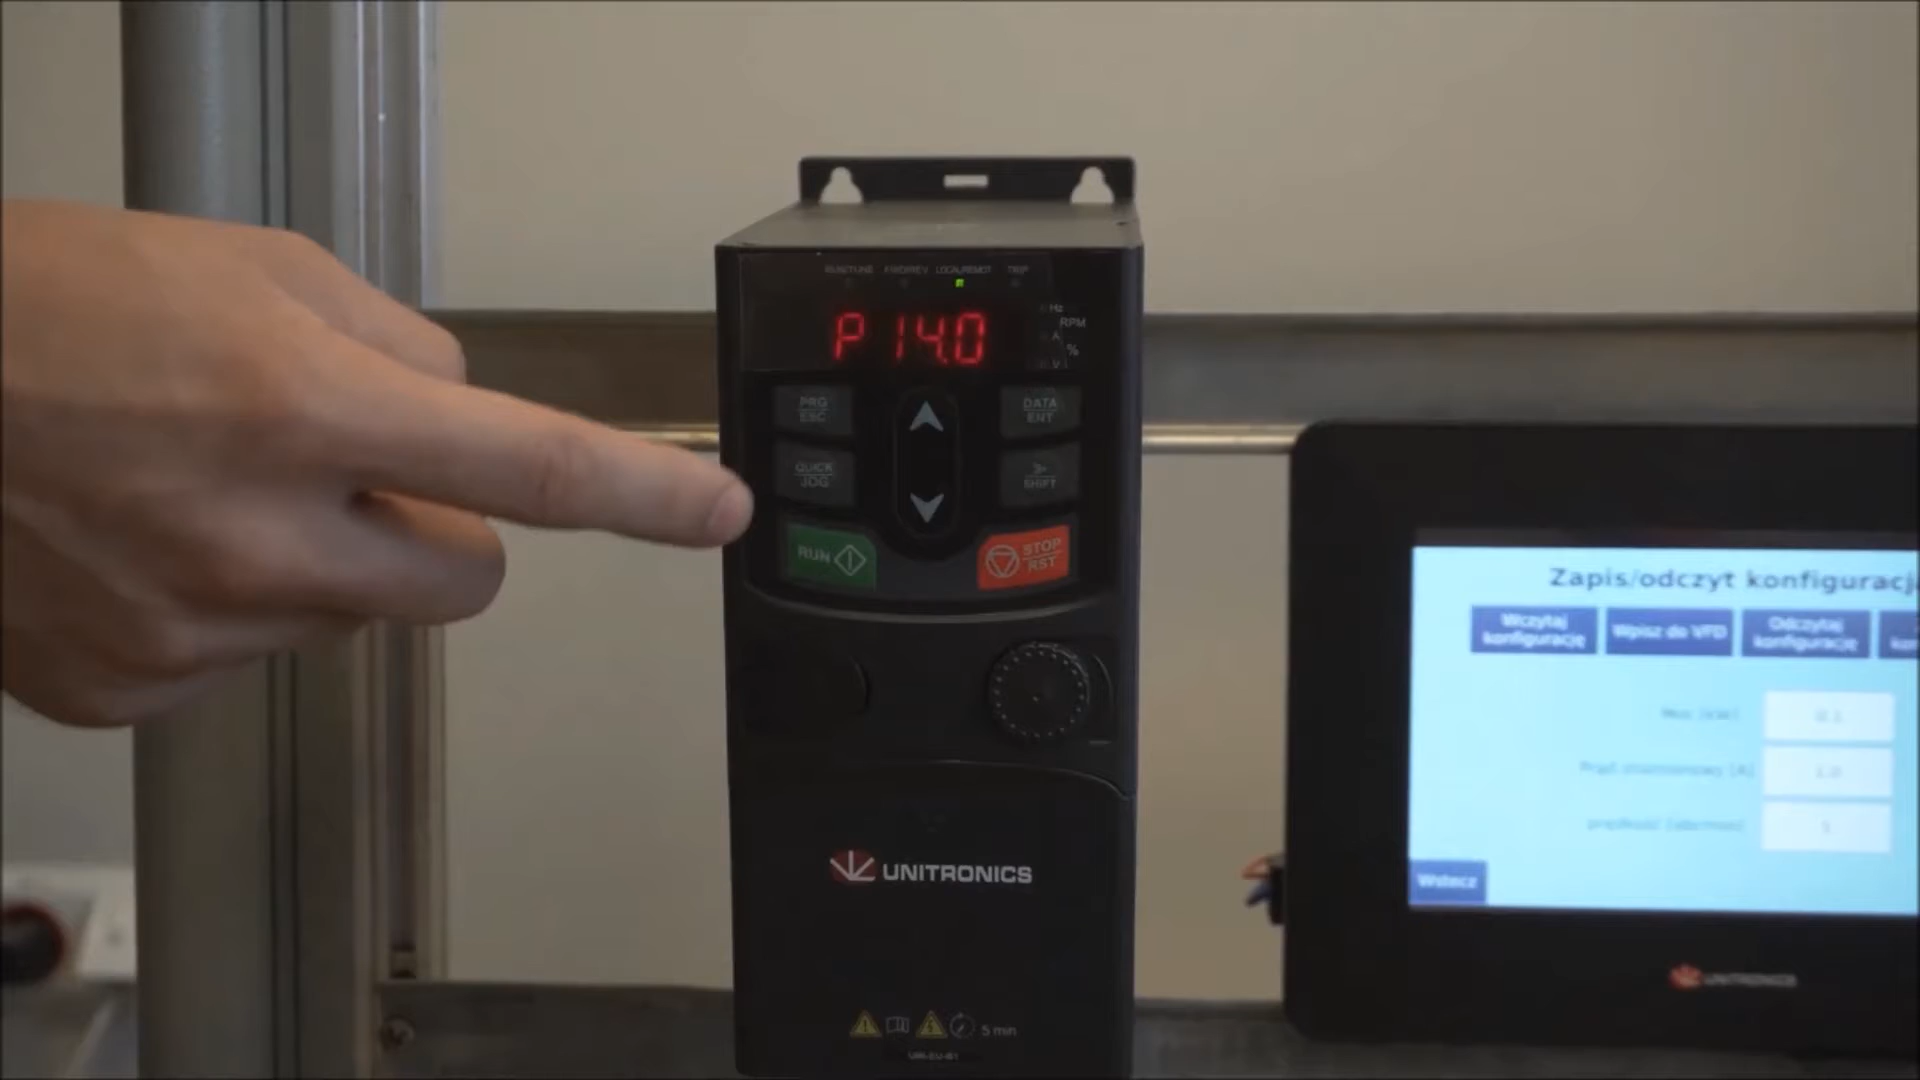 RUN/TUNE FWD/REV LOCAL/REMOT TRIP
P 14.0
Hz
RPM
A
%
V
PRG
ESC
DATA
ENT
QUICK
JOG
SHIFT
RUN
STOP
RST
UNITRONICS
5 min
Zapis/odczyt konfiguracj
Wczytaj
konfigurację
Wpisz do VFD
Odczytaj
konfigurację
Wstecz
UNITRONICS